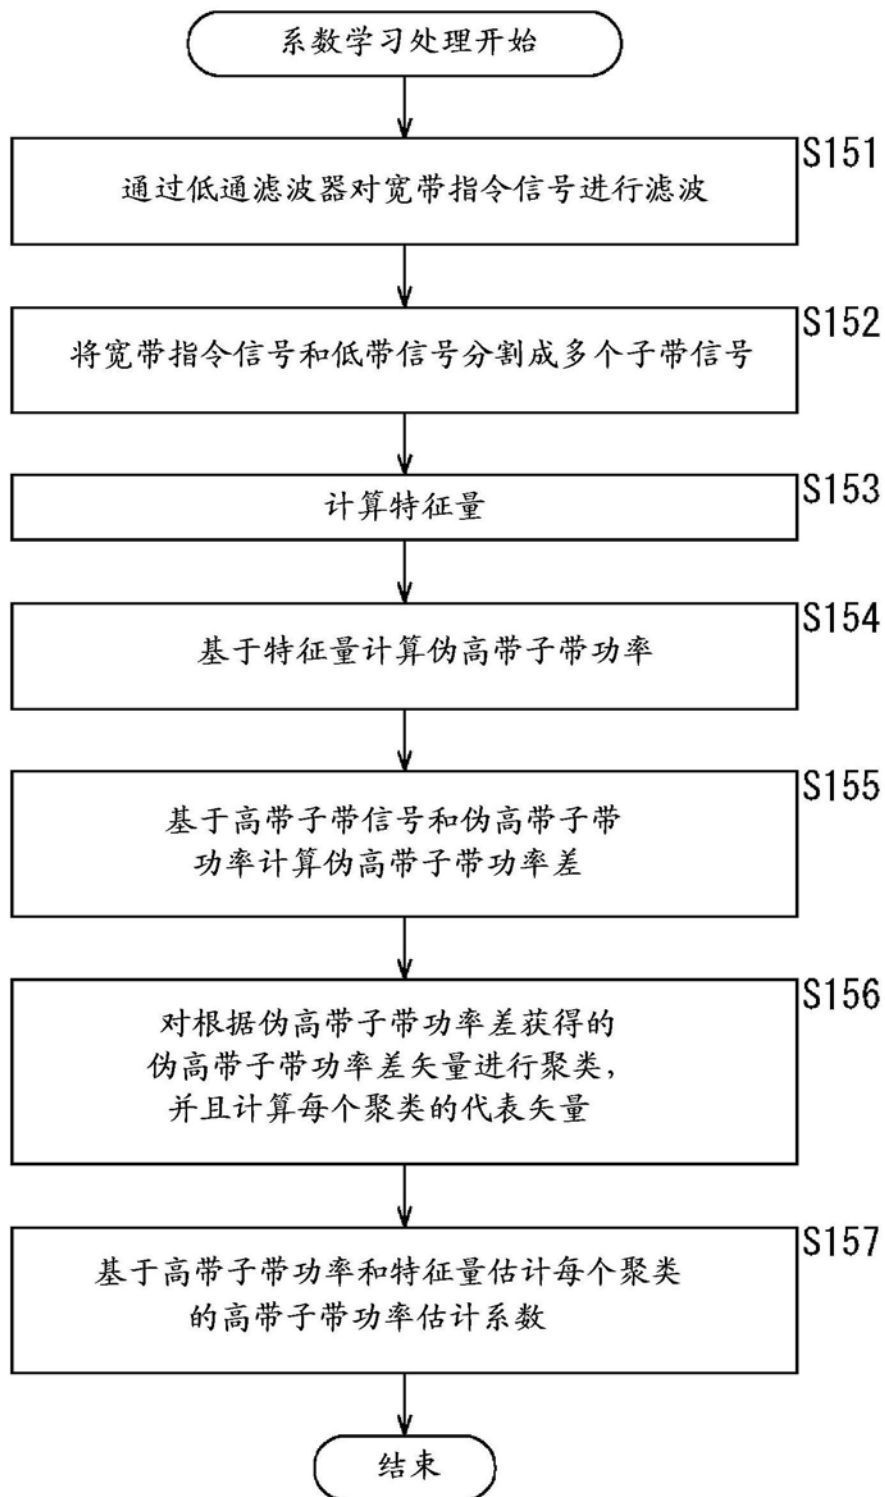 系数学习处理开始
S151
通过低通滤波器对宽带指令信号进行滤波
S152
将宽带指令信号和低带信号分割成多个子带信号
S153
计算特征量
S154
基于特征量计算伪高带子带功率
S155
基于高带子带信号和伪高带子带
功率计算伪高带子带功率差
S156
对根据伪高带子带功率差获得的
伪高带子带功率差矢量进行聚类，
并且计算每个聚类的代表矢量
S157
基于高带子带功率和特征量估计每个聚类
的高带子带功率估计系数
结束